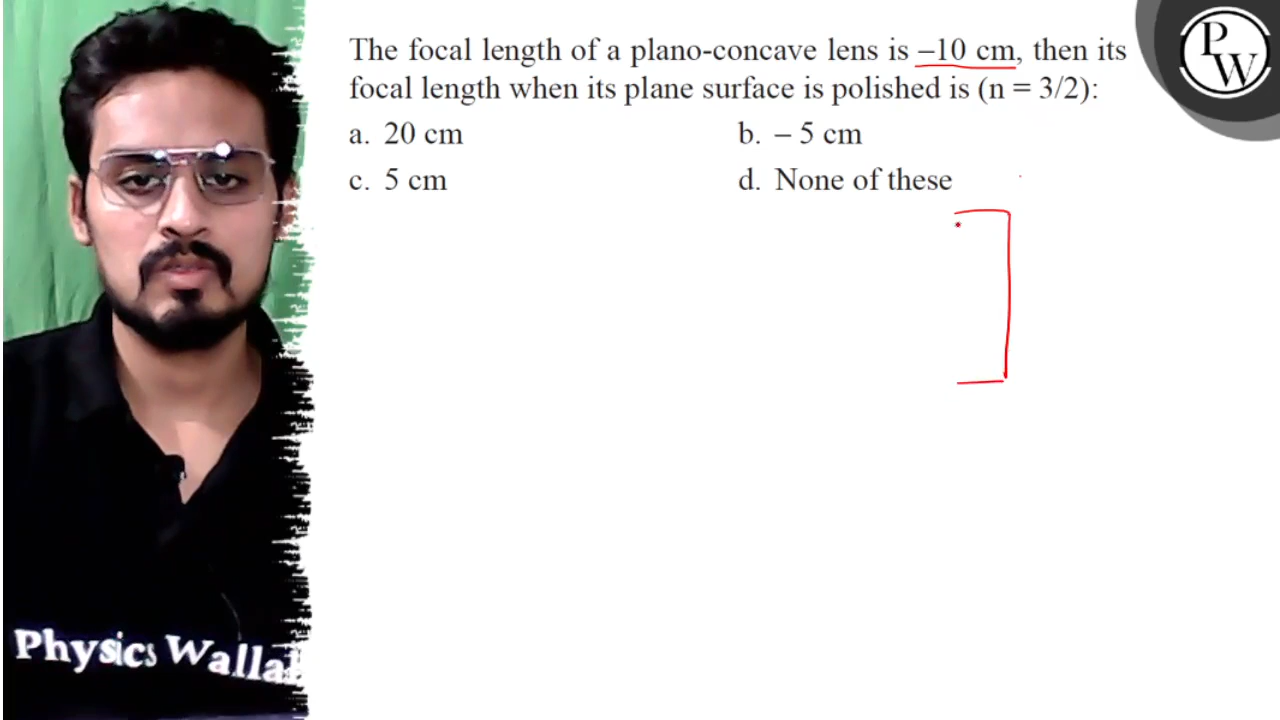 The focal length of a plano-concave lens is –10 cm, then its
focal length when its plane surface is polished is (n = 3/2):
a. 20 cm
b. – 5 cm
c. 5 cm
d. None of these
PW
Physics Wallah